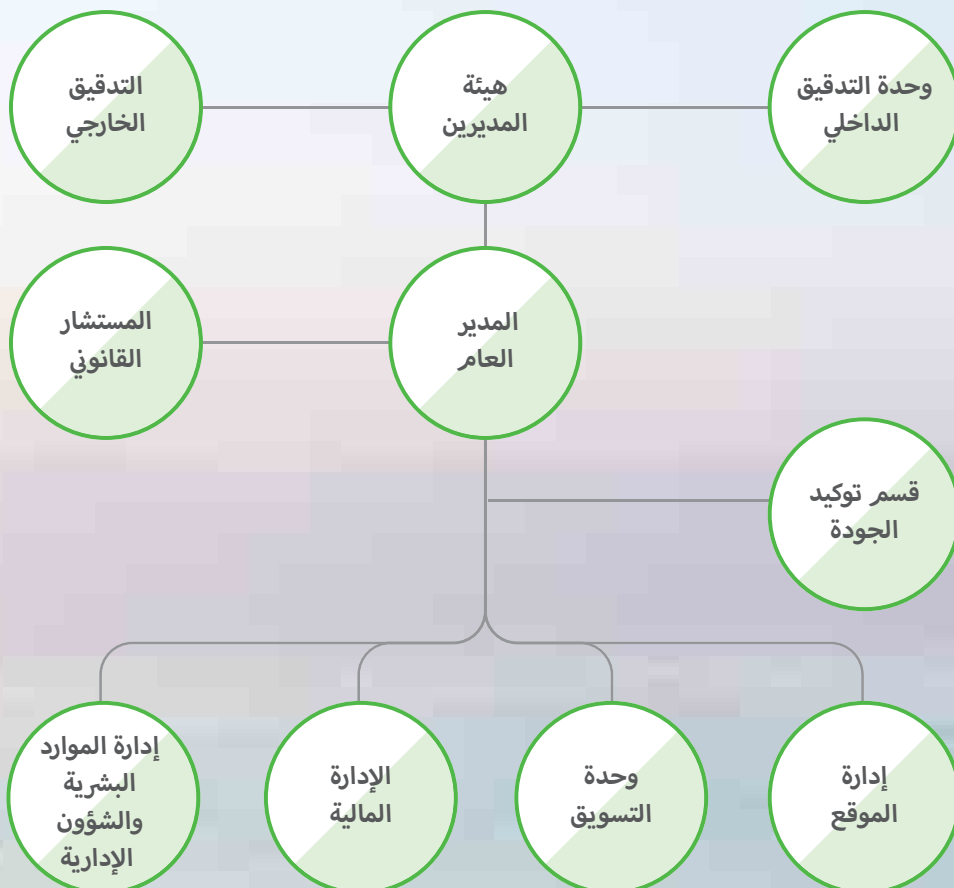 وحدة التدقيق
الداخلي
هيئة
المديرين
التدقيق
الخارجي
المدير
العام
المستشار
القانوني
قسم توكيد
الجودة
إدارة
الموقع
وحدة
التسويق
الإدارة
المالية
إدارة الموارد
البشرية
والشؤون
الإدارية